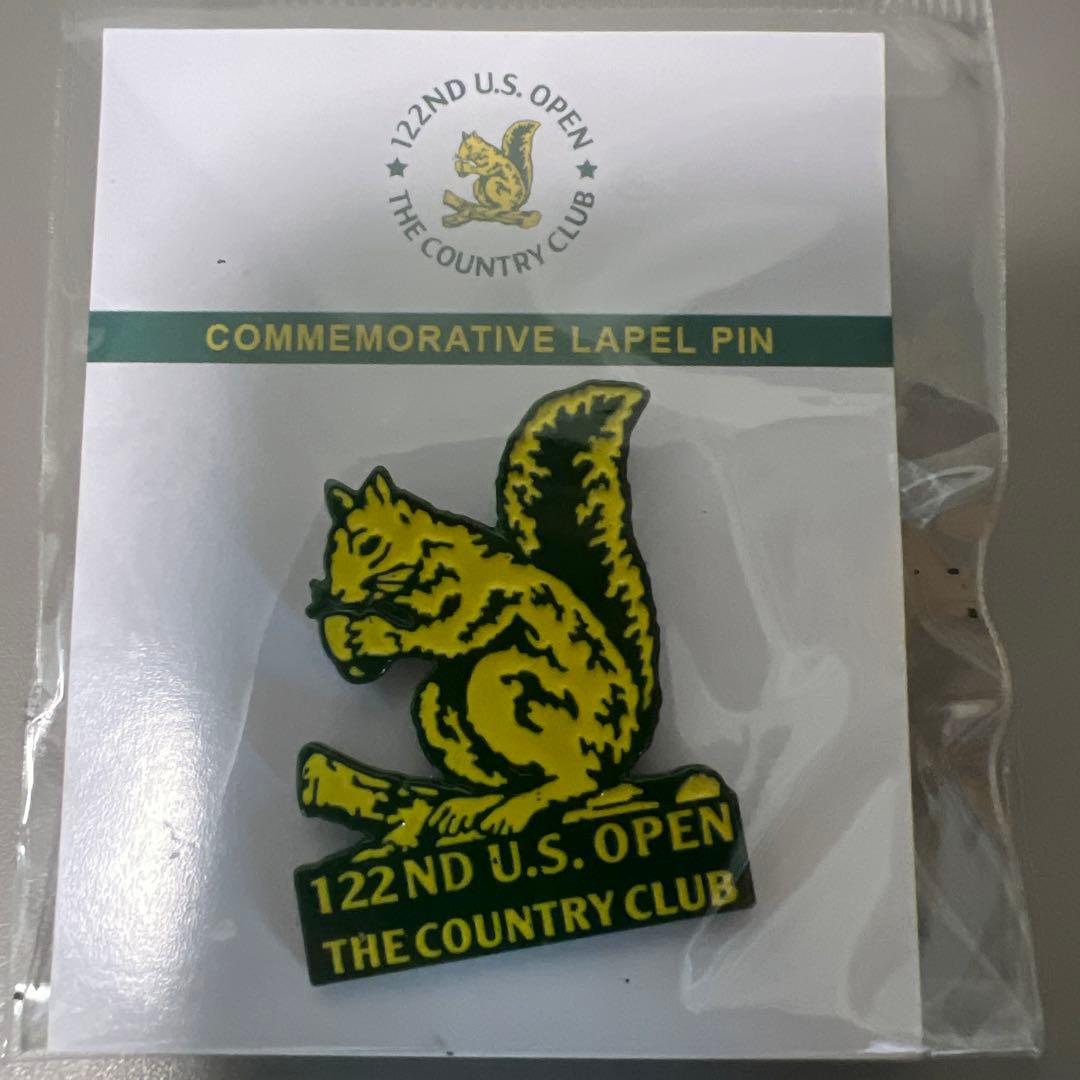 122ND U.S. OPEN
THE COUNTRY CLUB
COMMEMORATIVE LAPEL PIN
122ND U.S. OPEN
THE COUNTRY CLUB